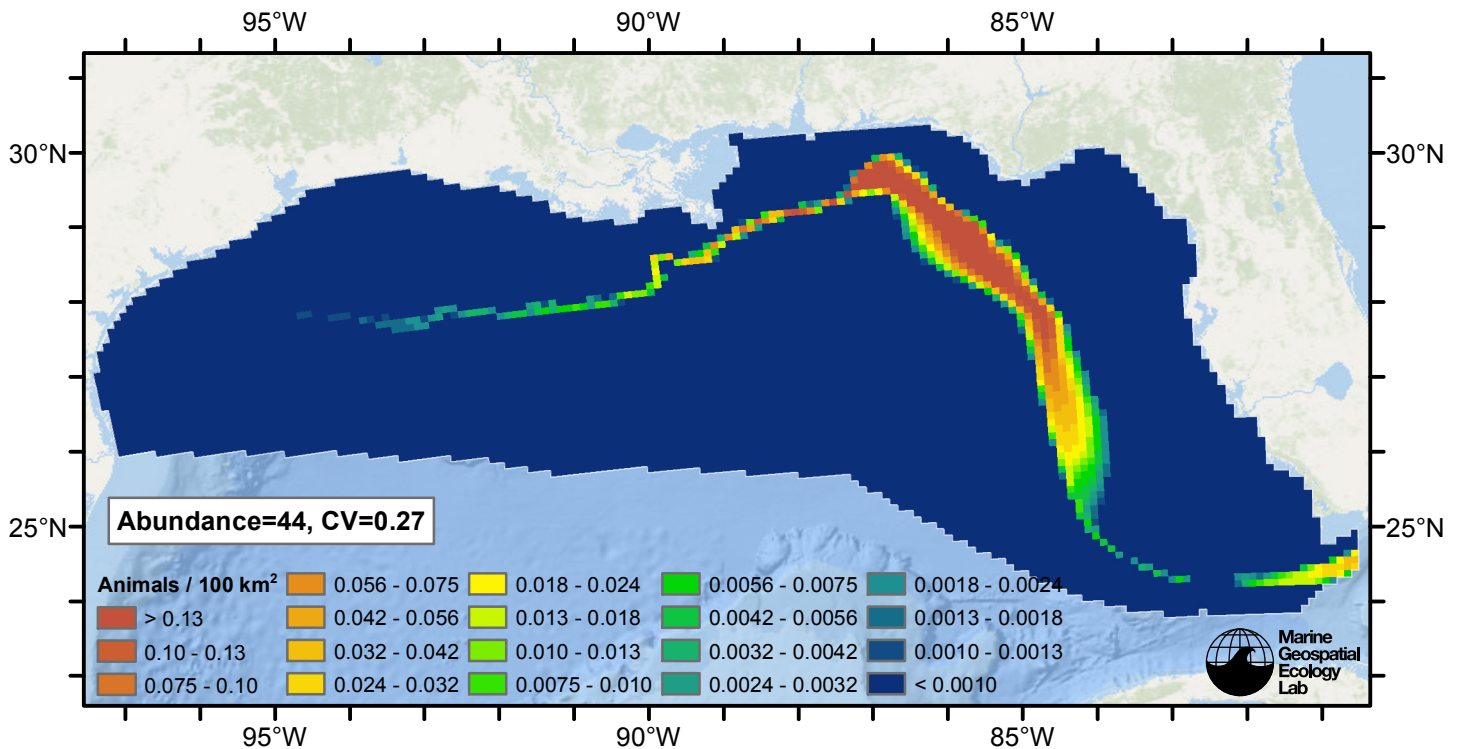 95°W 90°W 85°W
30°N 30°N
25°N 25°N
Abundance=44, CV=0.27
Animals / 100 km²
> 0.13
0.10 - 0.13
0.075 - 0.10
0.056 - 0.075
0.042 - 0.056
0.032 - 0.042
0.024 - 0.032
0.018 - 0.024
0.013 - 0.018
0.010 - 0.013
0.0075 - 0.010
0.0056 - 0.0075
0.0042 - 0.0056
0.0032 - 0.0042
0.0024 - 0.0032
0.0018 - 0.0024
0.0013 - 0.0018
0.0010 - 0.0013
< 0.0010
Marine
Geospatial
Ecology
Lab
95°W 90°W 85°W